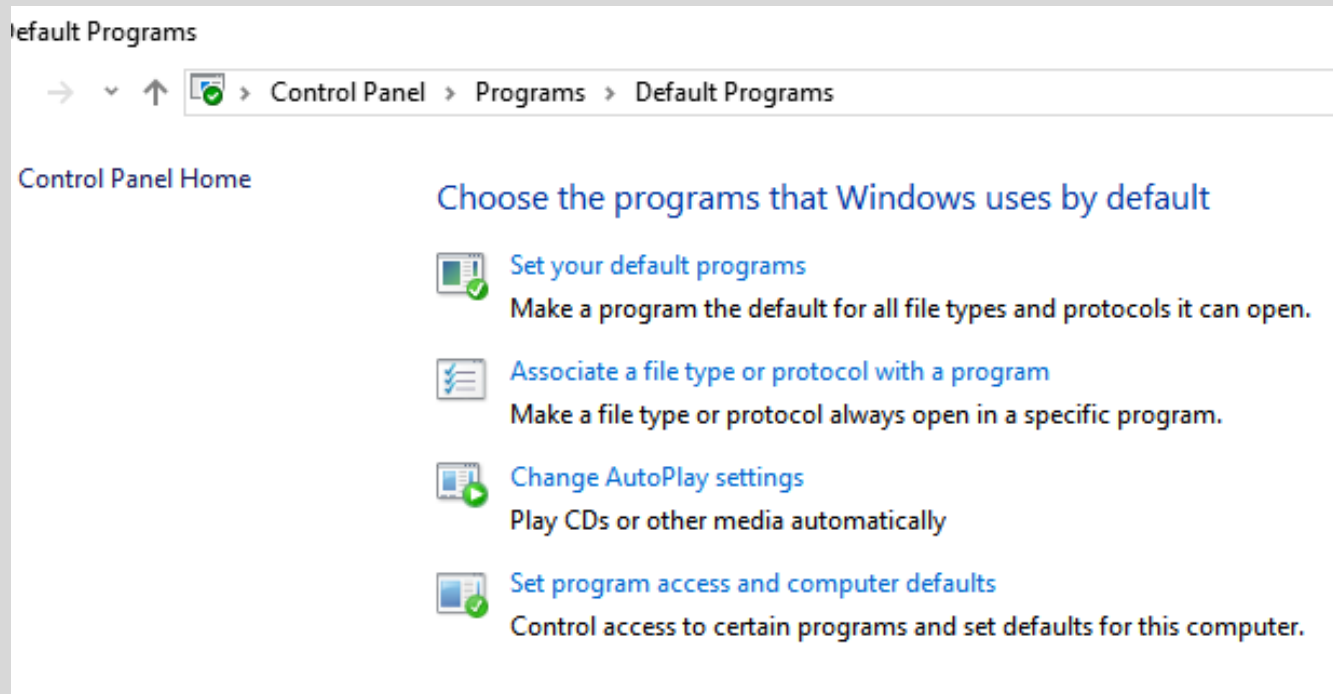 efault Programs
Control Panel > Programs > Default Programs
Control Panel Home
Choose the programs that Windows uses by default
Set your default programs
Make a program the default for all file types and protocols it can open.
Associate a file type or protocol with a program
Make a file type or protocol always open in a specific program.
Change AutoPlay settings
Play CDs or other media automatically
Set program access and computer defaults
Control access to certain programs and set defaults for this computer.